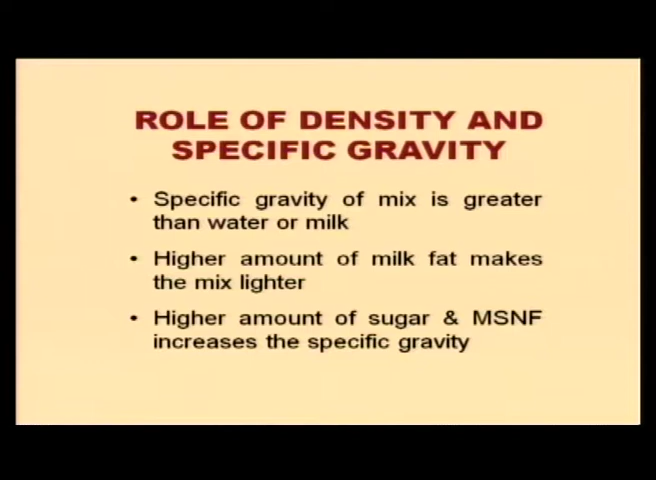 ROLE OF DENSITY AND
SPECIFIC GRAVITY
• Specific gravity of mix is greater
than water or milk
• Higher amount of milk fat makes
the mix lighter
• Higher amount of sugar & MSNF
increases the specific gravity